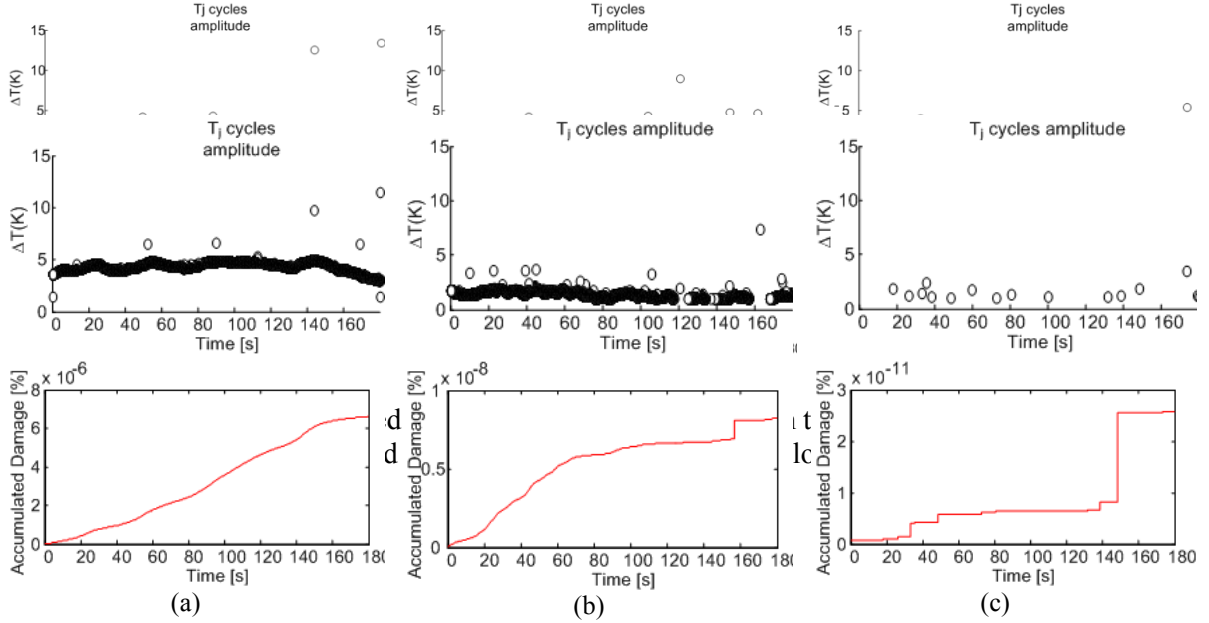 Tj cycles
amplitude
ΔT(K)
15
10
5
Tj cycles
amplitude
ΔT(K)
15
10
5
Tj cycles
amplitude
ΔT(K)
15
10
5
Tj cycles
amplitude
ΔT(K)
15
10
5
0
0 20 40 60 80 100 120 140 160
Time [s]
Tj cycles amplitude
ΔT(K)
15
10
5
0
0 20 40 60 80 100 120 140 160
Time [s]
Tj cycles amplitude
ΔT(K)
15
10
5
0
0 20 40 60 80 100 120 140 160
Time [s]
x 10⁻⁶
Accumulated Damage [%]
8
6
4
2
0
0 20 40 60 80 100 120 140 160 180
Time [s]
(a)
ed
d
x 10⁻⁸
Accumulated Damage [%]
1
0.5
0
0 20 40 60 80 100 120 140 160 180
Time [s]
(b)
t
lo
x 10⁻¹¹
Accumulated Damage [%]
3
2
1
0
0 20 40 60 80 100 120 140 160 180
Time [s]
(c)